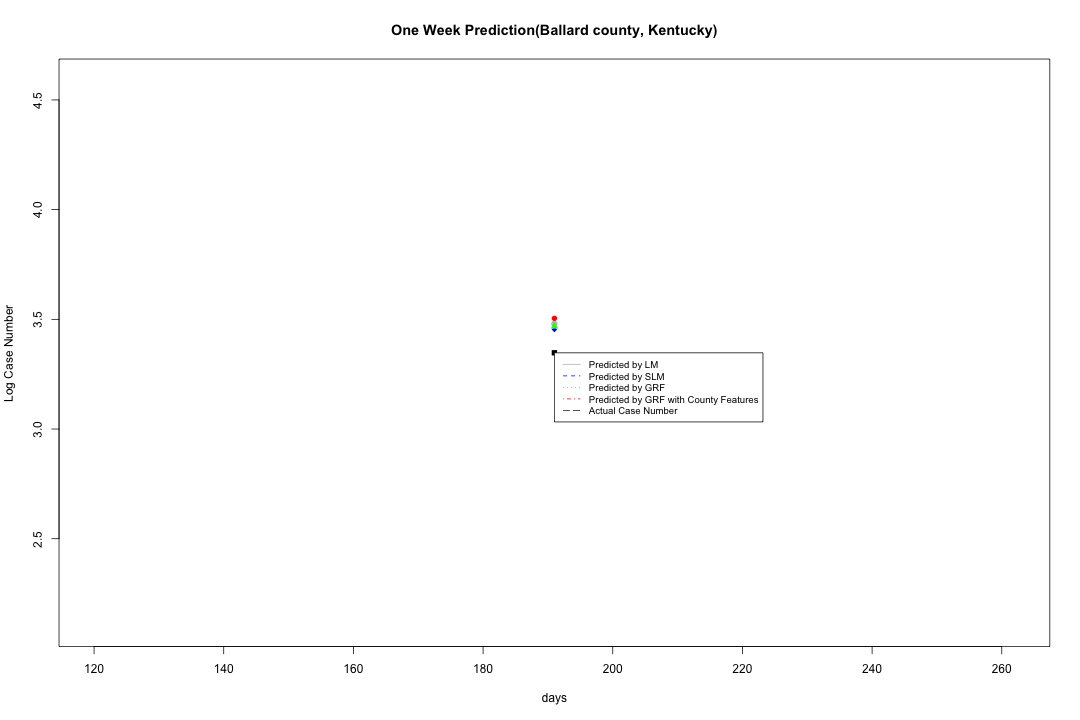 One Week Prediction(Ballard county, Kentucky)
Log Case Number
4.5
4.0
3.5
3.0
2.5
Predicted by LM
Predicted by SLM
Predicted by GRF
Predicted by GRF with County Features
Actual Case Number
120 140 160 180 200 220 240 260
days